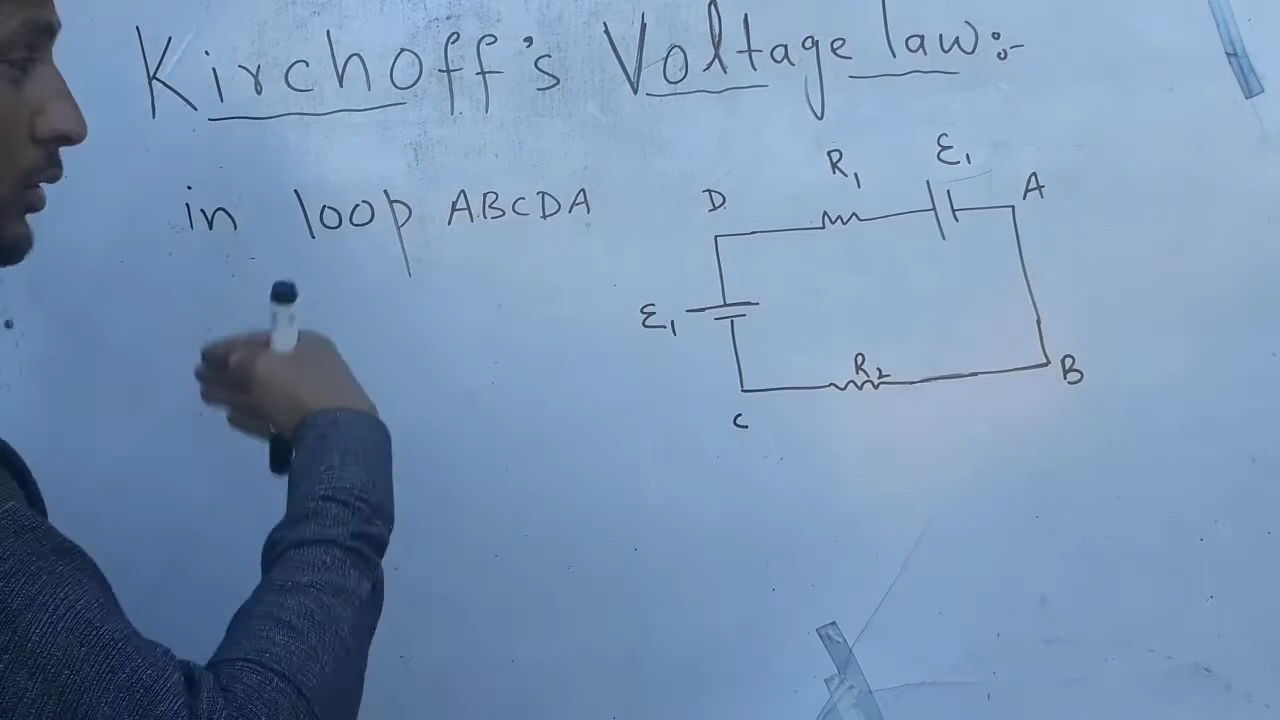 Kirchoff's Voltage law:-
in loop ABCDA
D
R₁
ε₁
A
ε₁
R₂
B
C